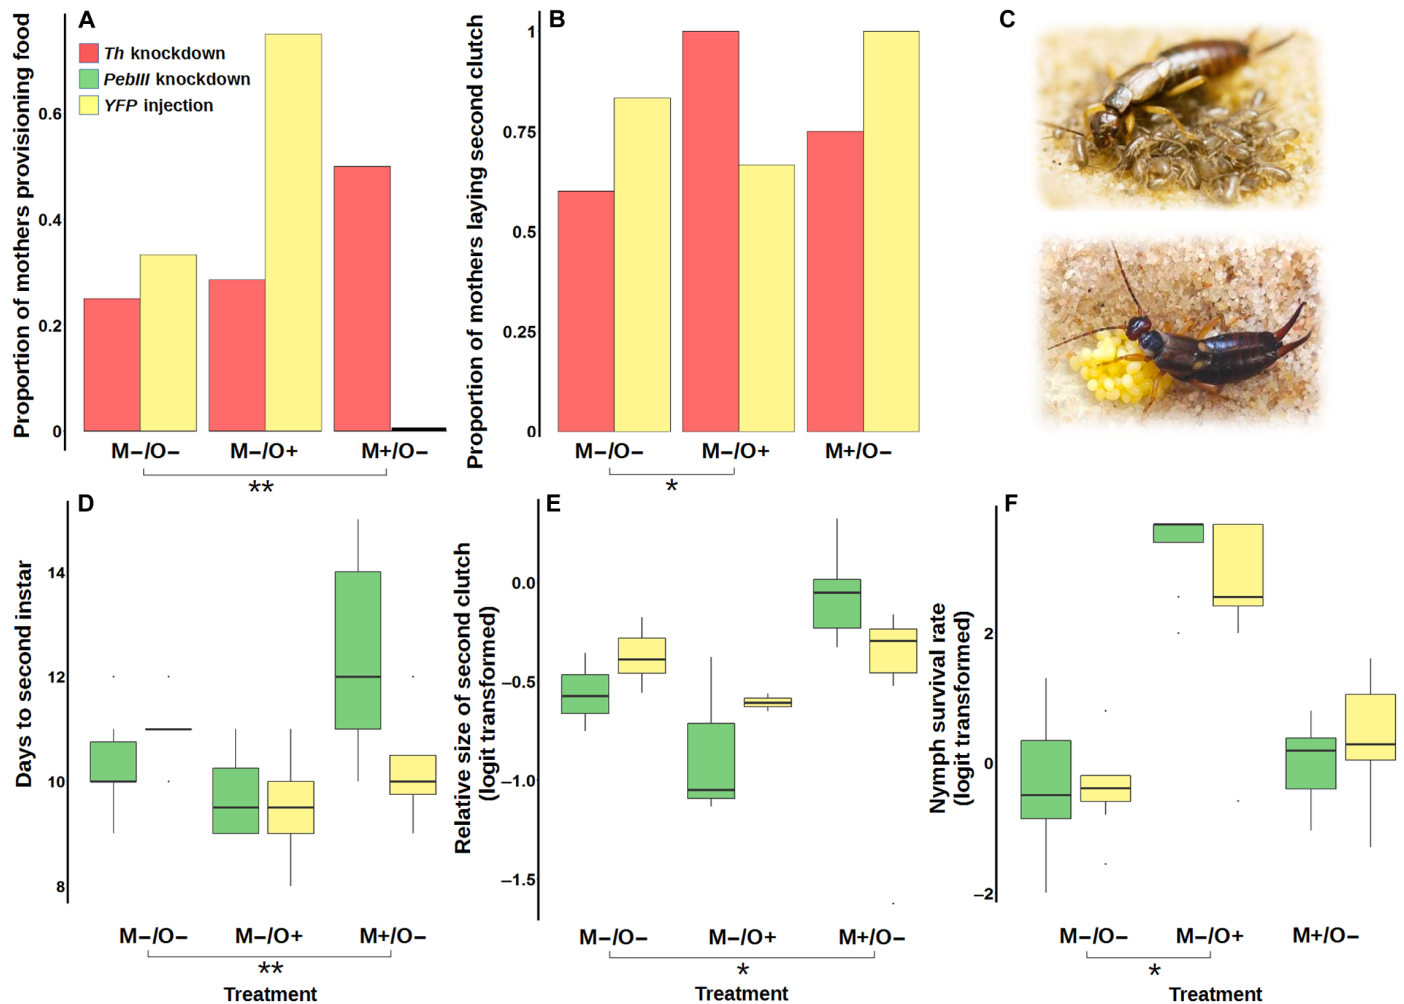 A
Proportion of mothers provisioning food
0.6
0.4
0.2
0
Th knockdown
PebIII knockdown
YFP injection
M−/O−
M−/O+
M+/O−
**
B
Proportion of mothers laying second clutch
1
0.75
0.5
0.25
0
M−/O−
M−/O+
M+/O−
*
C
D
Days to second instar
14
12
10
8
M−/O−
M−/O+
M+/O−
**
Treatment
E
Relative size of second clutch
(logit transformed)
0.0
−0.5
−1.0
−1.5
M−/O−
M−/O+
M+/O−
*
Treatment
F
Nymph survival rate
(logit transformed)
2
0
−2
M−/O−
M−/O+
M+/O−
*
Treatment